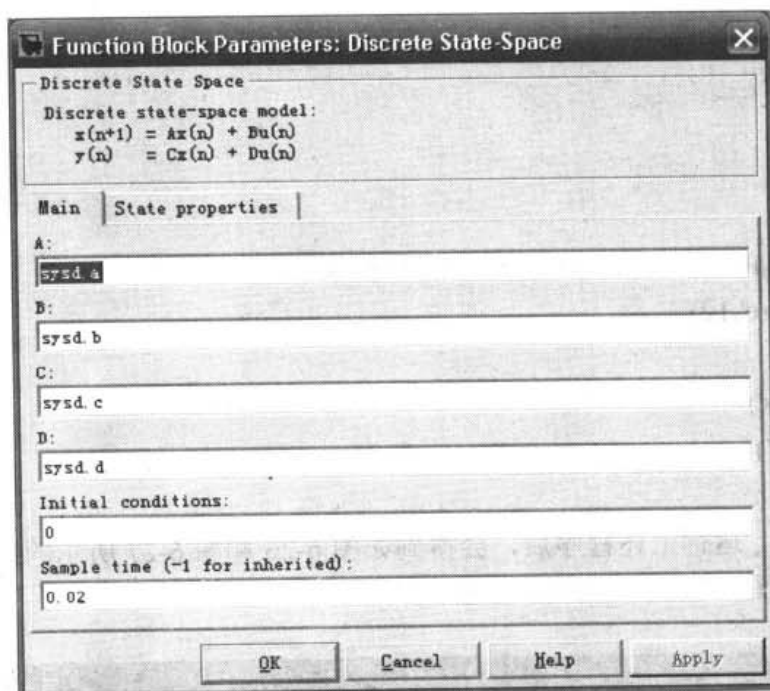 Function Block Parameters: Discrete State-Space
Discrete State Space
Discrete state-space model:
x(n+1) = Ax(n) + Bu(n)
y(n) = Cx(n) + Du(n)
Main State properties
A:
sysd.a
B:
sysd.b
C:
sysd.c
D:
sysd.d
Initial conditions:
0
Sample time (-1 for inherited):
0.02
OK Cancel Help Apply